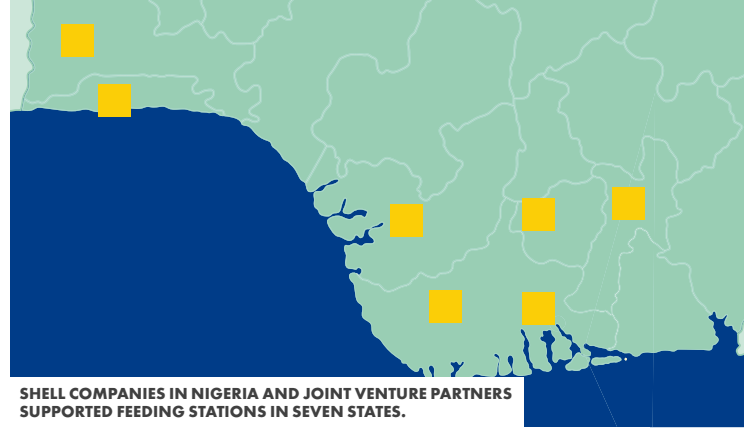 SHELL COMPANIES IN NIGERIA AND JOINT VENTURE PARTNERS
SUPPORTED FEEDING STATIONS IN SEVEN STATES.